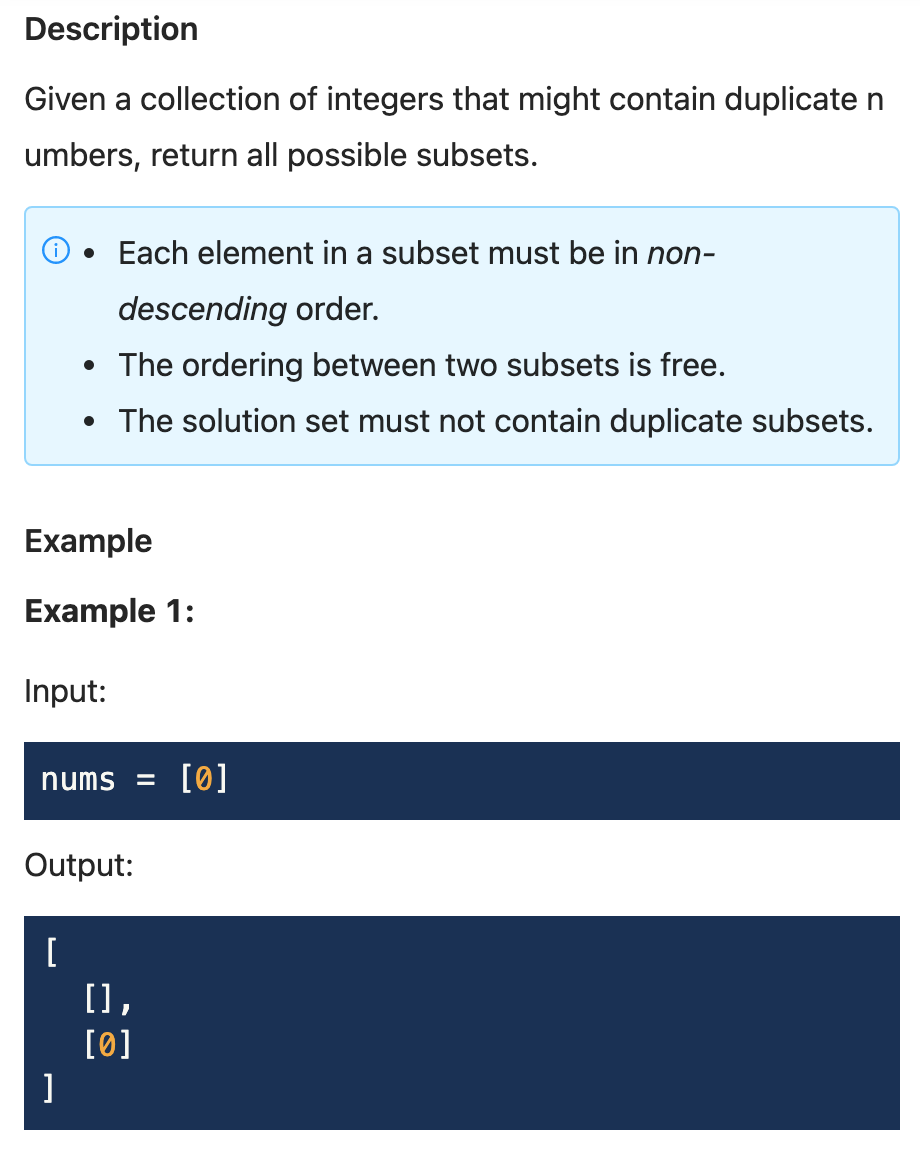 Description
Given a collection of integers that might contain duplicate n
umbers, return all possible subsets.
• Each element in a subset must be in non-
descending order.
• The ordering between two subsets is free.
• The solution set must not contain duplicate subsets.
Example
Example 1:
Input:
nums = [0]
Output:
[
  [],
  [0]
]